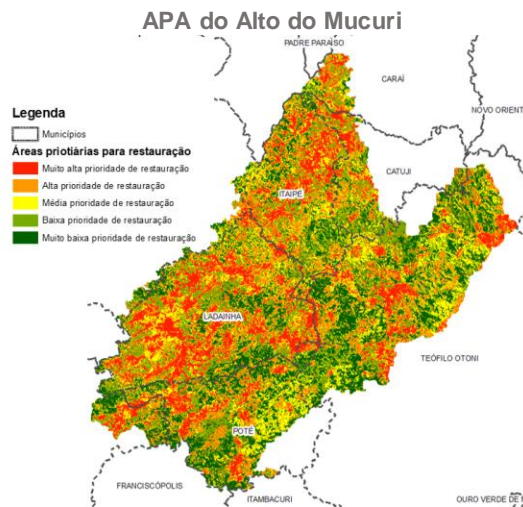 APA do Alto do Mucuri
PADRE PARAÍSO
CARAÍ
NOVO ORIENT
Legenda
Municípios
Áreas priotiárias para restauração
Muito alta prioridade de restauração
Alta prioridade de restauração
Média prioridade de restauração
Baixa prioridade de restauração
Muito baixa prioridade de restauração
CATUJI
ITAIPÉ
LADAINHA
TEÓFILO OTONI
POTÉ
FRANCISCÓPOLIS
ITAMBACURI
OURO VERDE DE M